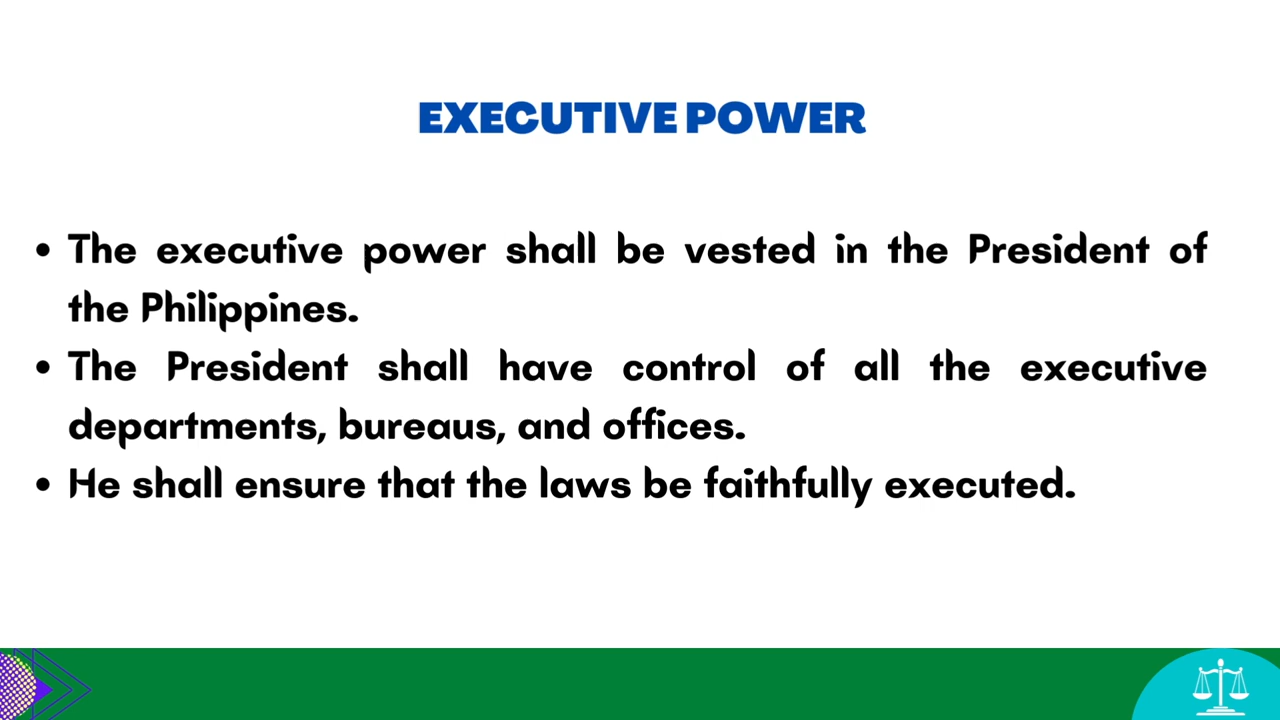 EXECUTIVE POWER
• The executive power shall be vested in the President of
the Philippines.
• The President shall have control of all the executive
departments, bureaus, and offices.
• He shall ensure that the laws be faithfully executed.